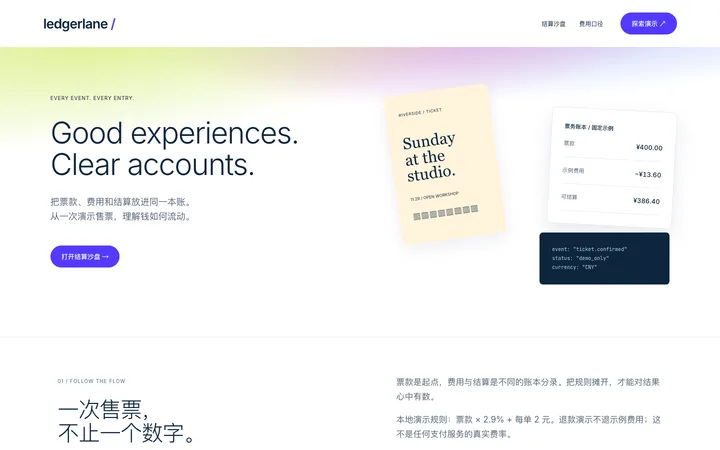 ledgerlane /
结算沙盘
费用口径
探索演示 ↗
EVERY EVENT. EVERY ENTRY.
Good experiences.
Clear accounts.
把票款、费用和结算放进同一本账。
从一次演示售票，理解钱如何流动。
打开结算沙盘 →
RIVERSIDE / TICKET
Sunday
at the
studio.
11.29 / OPEN WORKSHOP
票务账本 / 固定示例
票款 ¥400.00
示例费用 −¥13.60
可结算 ¥386.40
event: "ticket.confirmed"
status: "demo_only"
currency: "CNY"
01 / FOLLOW THE FLOW
一次售票，
不止一个数字。
票款是起点，费用与结算是不同的账本分录。把规则摊开，才能对结果
心中有数。
本地演示规则：票款 × 2.9% + 每单 2 元。退款演示不退示例费用；这
不是任何支付服务的真实费率。